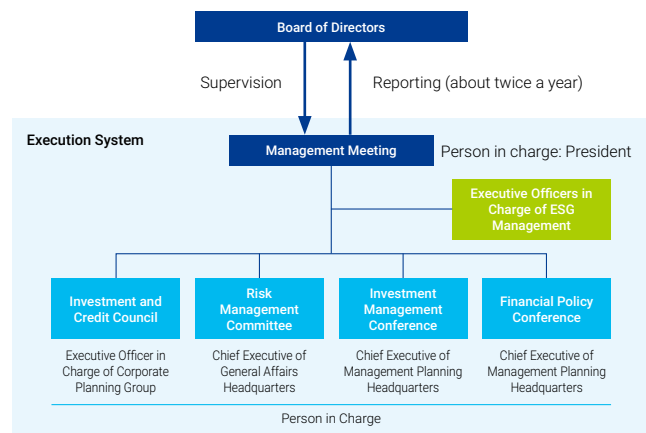 Board of Directors
Supervision
Reporting (about twice a year)
Execution System
Management Meeting
Person in charge: President
Executive Officers in
Charge of ESG
Management
Investment and
Credit Council
Risk
Management
Committee
Investment
Management
Conference
Financial Policy
Conference
Executive Officer in
Charge of Corporate
Planning Group
Chief Executive of
General Affairs
Headquarters
Chief Executive of
Management Planning
Headquarters
Chief Executive of
Management Planning
Headquarters
Person in Charge